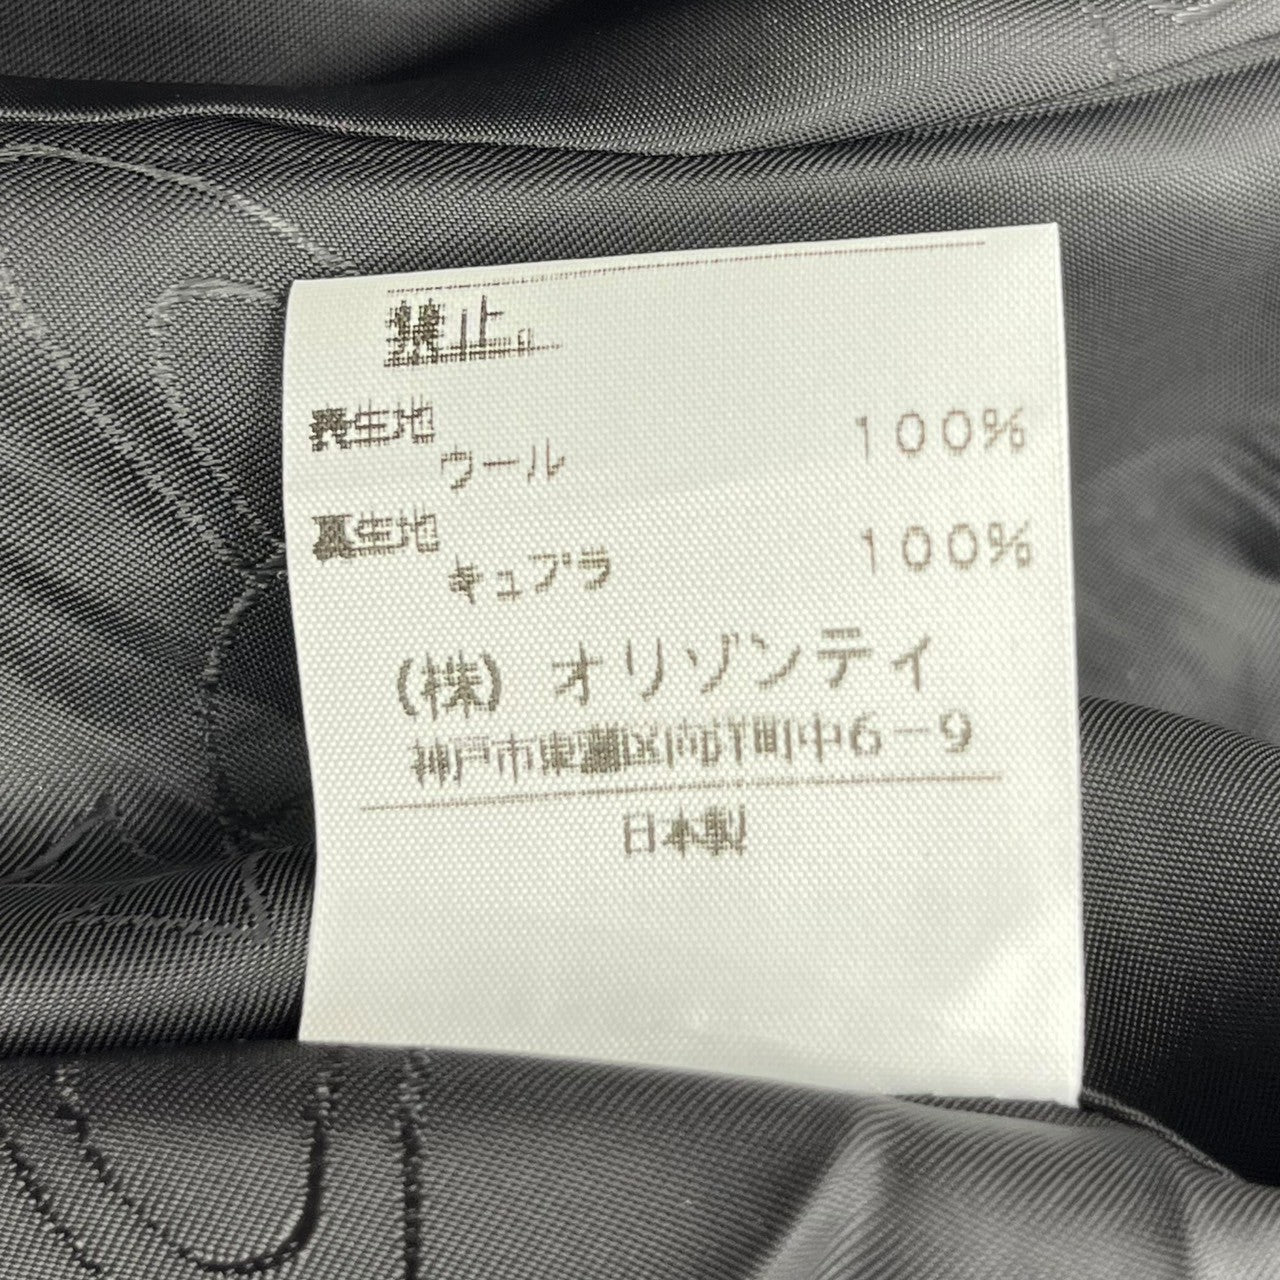 禁止。
表生地
ウール 100%
裏生地
キュプラ 100%
(株) オリゾンティ
神戸市東灘区向洋町中6-9
日本製